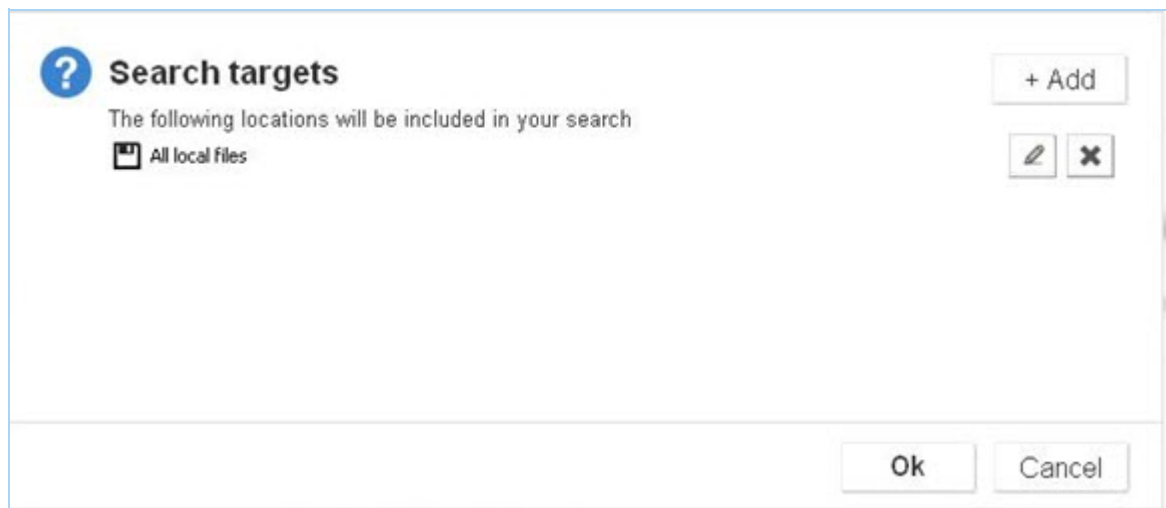 Search targets
+ Add
The following locations will be included in your search
All local files
Ok
Cancel